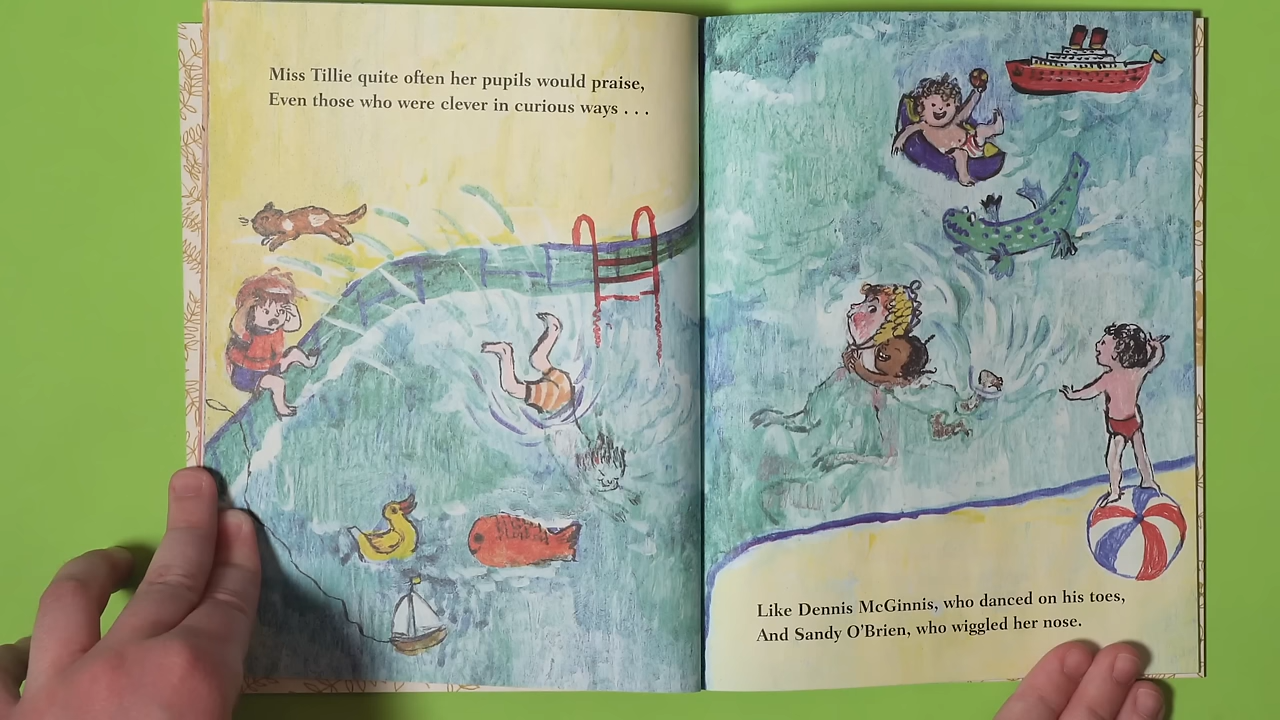 Miss Tillie quite often her pupils would praise,
Even those who were clever in curious ways . . .
Like Dennis McGinnis, who danced on his toes,
And Sandy O'Brien, who wiggled her nose.